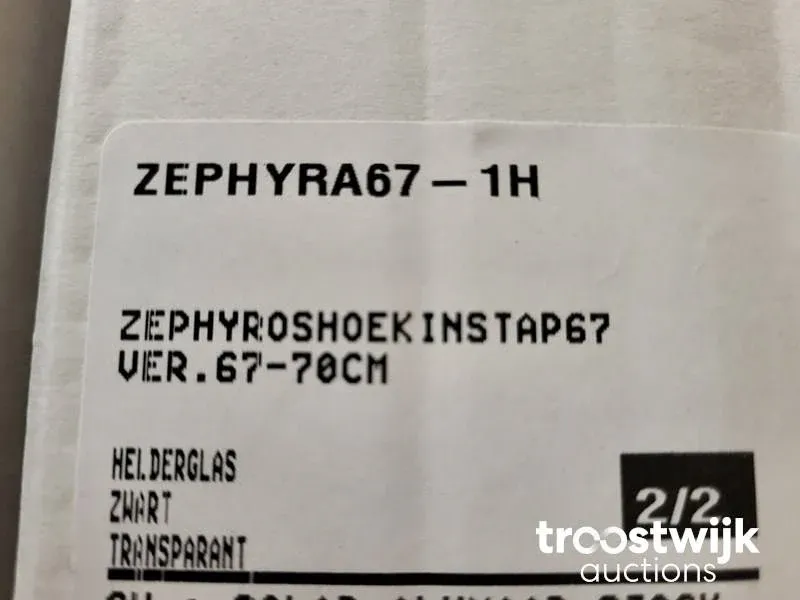 ZEPHYRA67-1H
ZEPHYROSHOEKINSTAP67
VER.67-70CM
HELDERGLAS
ZWART
TRANSPARANT
2/2
troostwijk
auctions